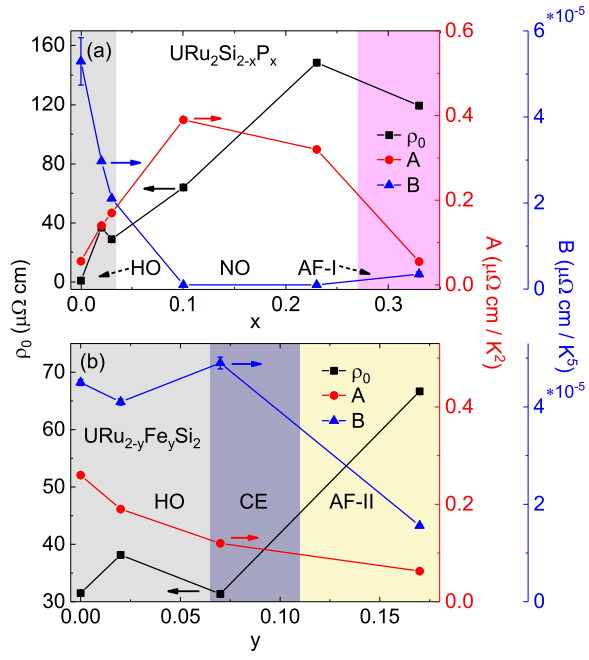 (a)
URu2Si2-xPx
ρ0
A
B
HO
NO
AF-I
0
40
80
120
160
0.0
0.1
0.2
0.3
x
0.0
0.2
0.4
0.6
A (μΩ cm / K²)
0
2
4
6
*10⁻⁵
B (μΩ cm / K⁵)
ρ0 (μΩ cm)
(b)
ρ0
A
B
URu2-yFeySi2
HO
CE
AF-II
30
40
50
60
70
0.00
0.05
0.10
0.15
y
0.0
0.2
0.4
0
2
4
*10⁻⁵